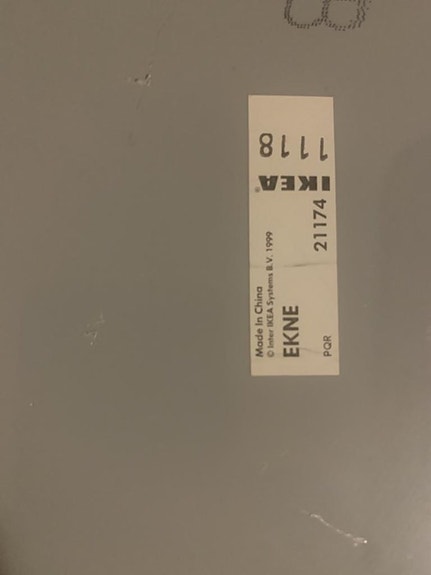 1118
IKEA®
Made in China
© Inter IKEA Systems B.V. 1999
EKNE
21174
PQR